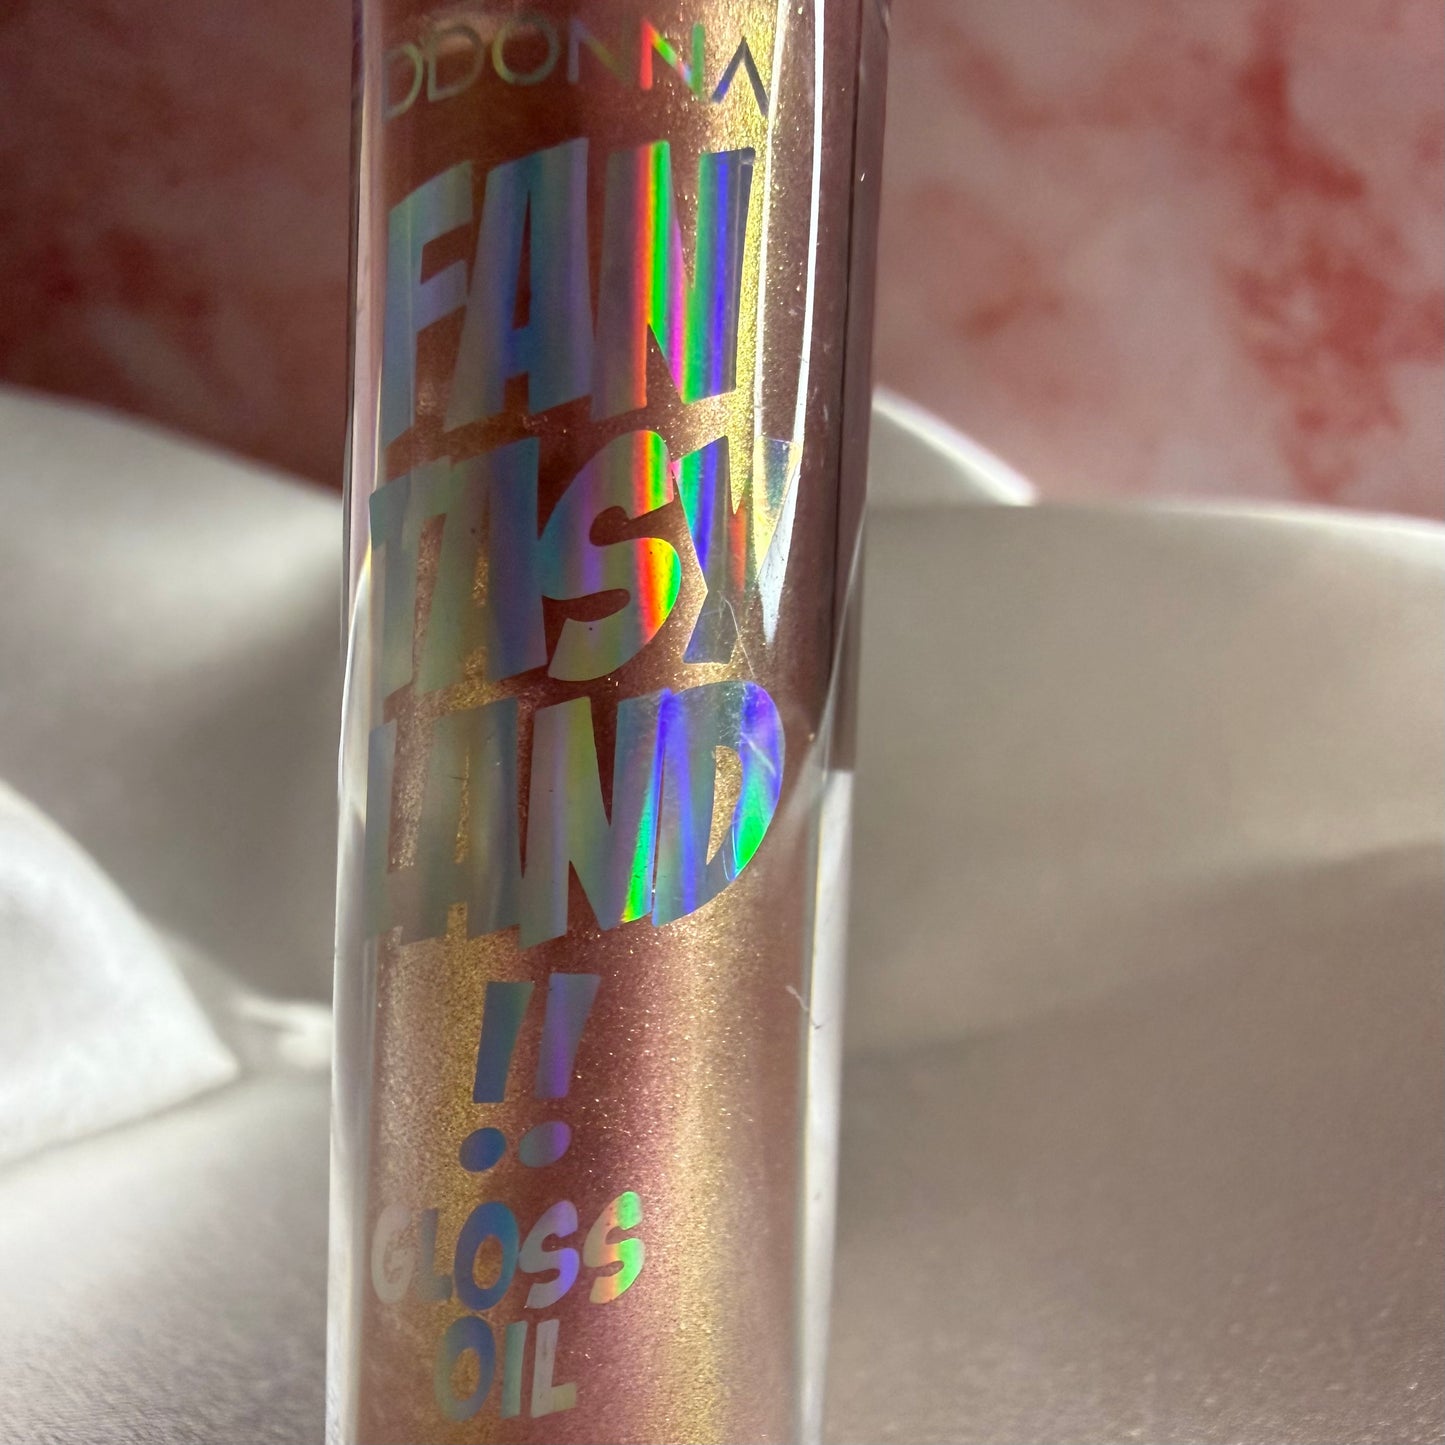 DDONNA
FAN
TASY
LAND
!!
GLOSS
OIL